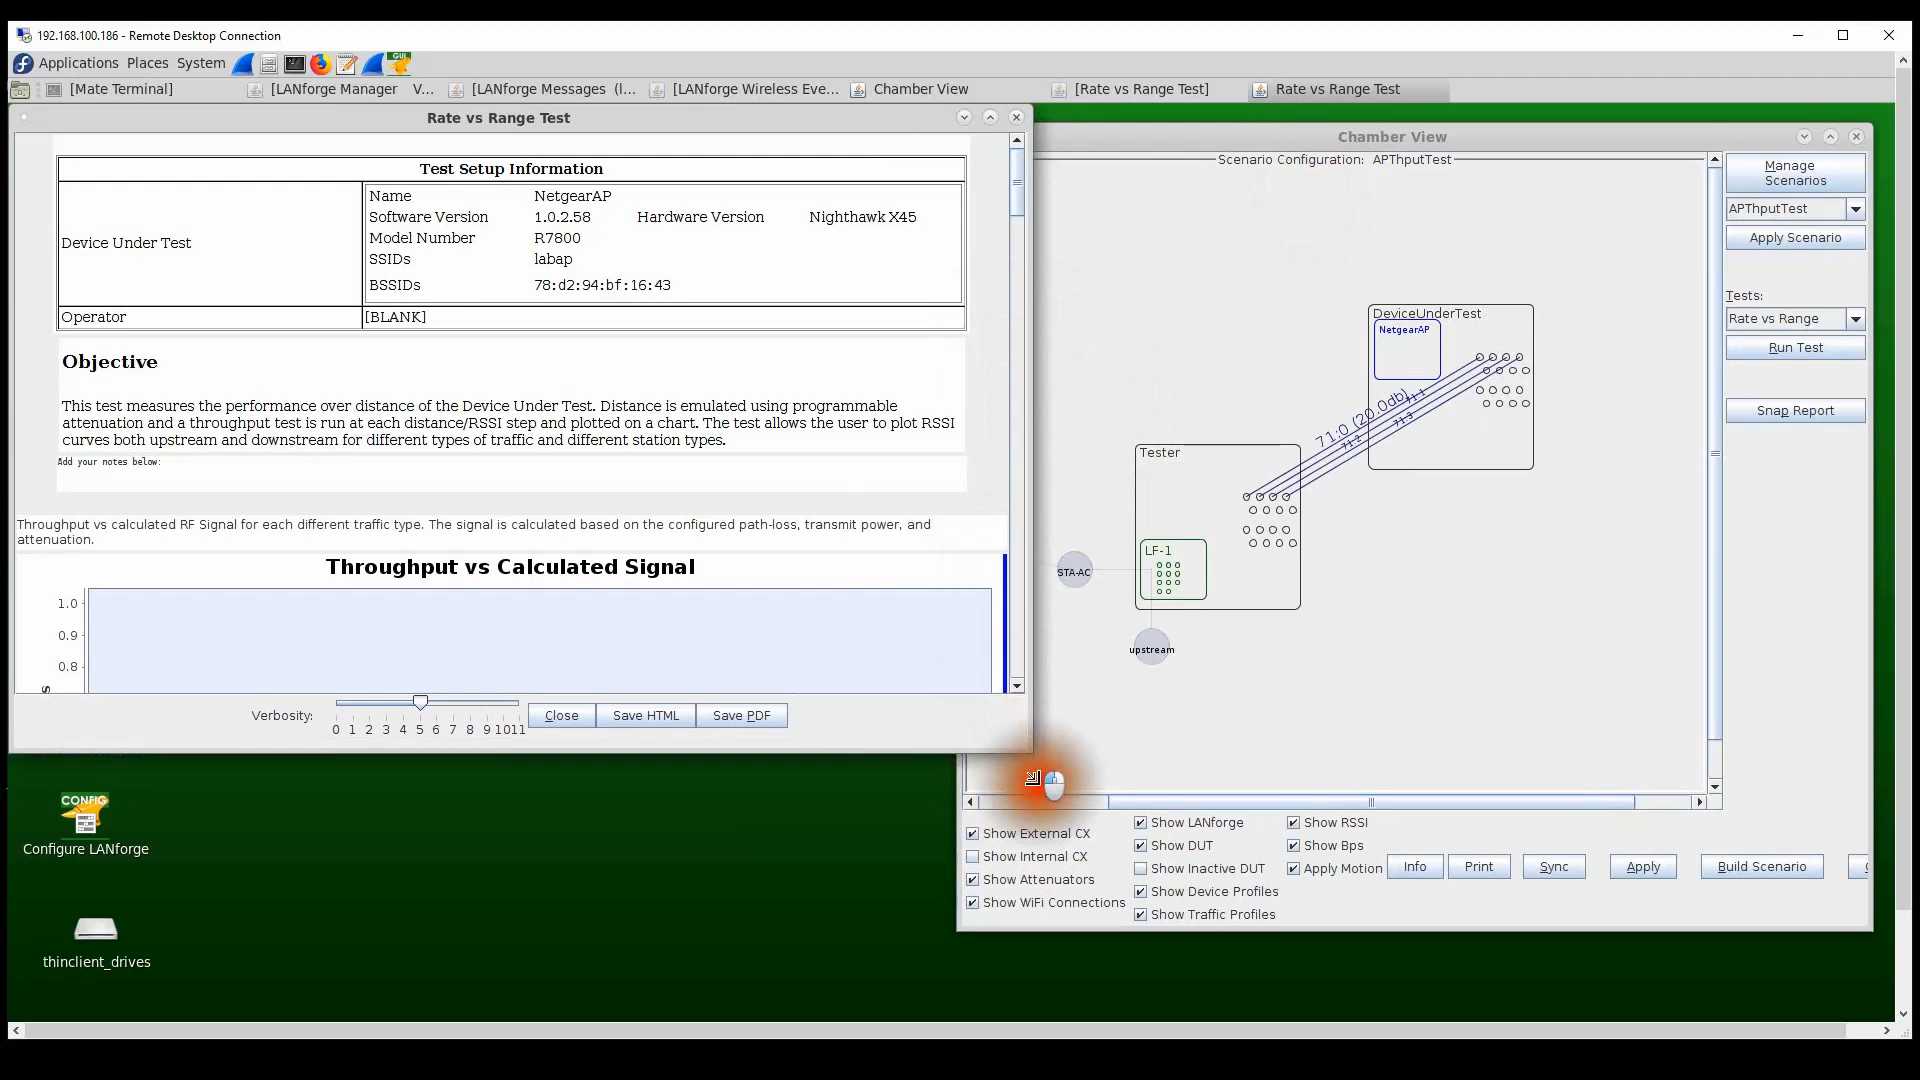 192.168.100.186 - Remote Desktop Connection
Applications Places System
GUI
[Mate Terminal] [LANforge Manager V... [LANforge Messages (l... [LANforge Wireless Eve... Chamber View [Rate vs Range Test] Rate vs Range Test
Rate vs Range Test
Test Setup Information
Device Under Test
Name NetgearAP
Software Version 1.0.2.58 Hardware Version Nighthawk X45
Model Number R7800
SSIDs labap
BSSIDs 78:d2:94:bf:16:43
Operator [BLANK]
Objective
This test measures the performance over distance of the Device Under Test. Distance is emulated using programmable
attenuation and a throughput test is run at each distance/RSSI step and plotted on a chart. The test allows the user to plot RSSI
curves both upstream and downstream for different types of traffic and different station types.
Add your notes below:
Throughput vs calculated RF Signal for each different traffic type. The signal is calculated based on the configured path-loss, transmit power, and
attenuation.
Throughput vs Calculated Signal
1.0
0.9
0.8
s
Verbosity:
0 1 2 3 4 5 6 7 8 9 10 11
Close Save HTML Save PDF
Chamber View
Scenario Configuration: APThputTest
DeviceUnderTest
NetgearAP
71:0 (20.0db)
71:1
71:2
71:3
Tester
LF-1
STA-AC
upstream
Manage
Scenarios
APThputTest
Apply Scenario
Tests:
Rate vs Range
Run Test
Snap Report
Show External CX
Show Internal CX
Show Attenuators
Show WiFi Connections
Show LANforge
Show DUT
Show Inactive DUT
Show Device Profiles
Show Traffic Profiles
Show RSSI
Show Bps
Apply Motion
Info Print Sync Apply Build Scenario
CONFIG
Configure LANforge
thinclient_drives